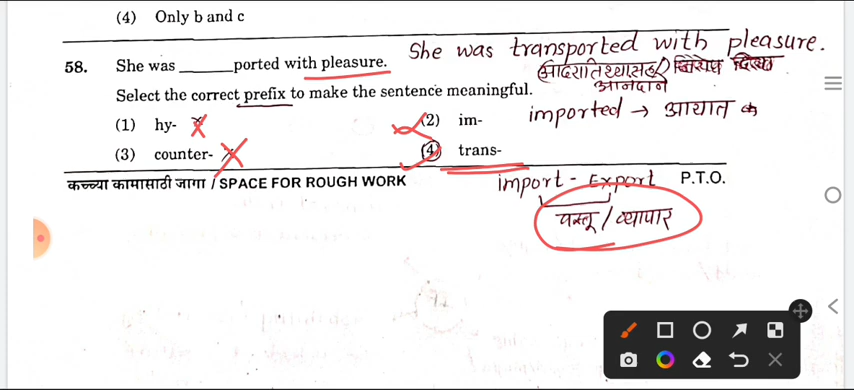 (4) Only b and c
58. She was ______ported with pleasure.
She was transported with pleasure.
आनंदाने
Select the correct prefix to make the sentence meaningful.
imported → आयात
(1) hy-
(2) im-
(3) counter-
(4) trans-
कच्च्या कामासाठी जागा / SPACE FOR ROUGH WORK
import - Export
P.T.O.
वस्तू / व्यापार